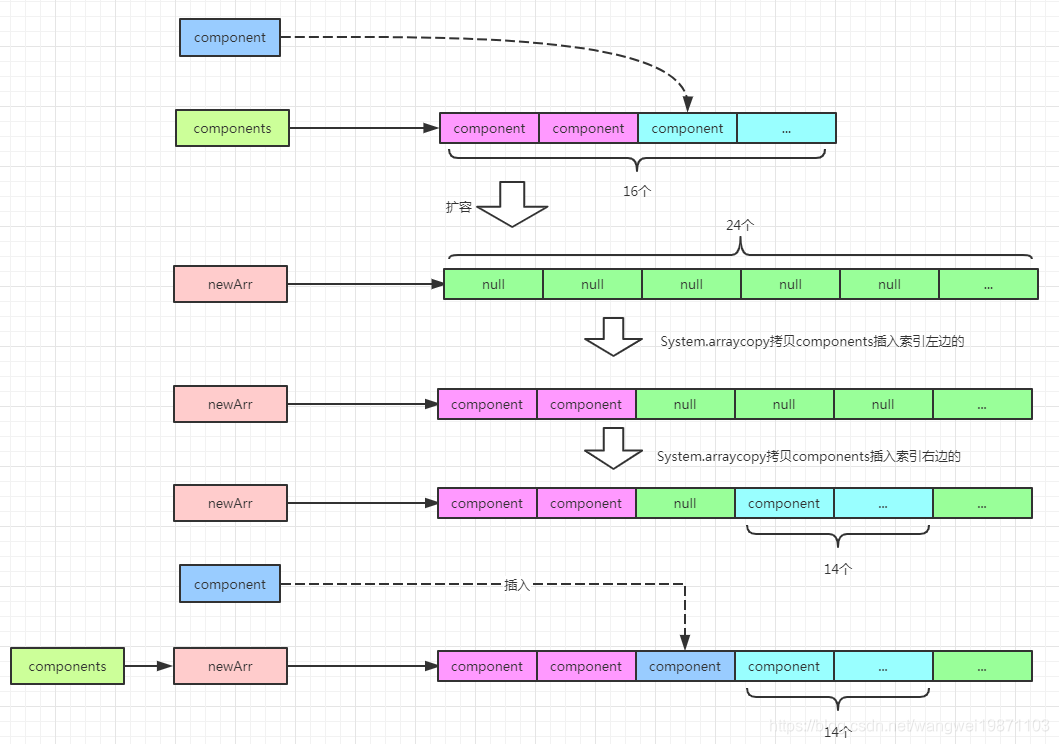 component
components
component component component ...
16个
扩容
24个
newArr
null null null null null ...
System.arraycopy拷贝components插入索引左边的
newArr
component component null null null ...
System.arraycopy拷贝components插入索引右边的
newArr
component component null component ... ...
14个
component
插入
components
newArr
component component component component ... ...
14个
https://blog.csdn.net/wangwei19871103